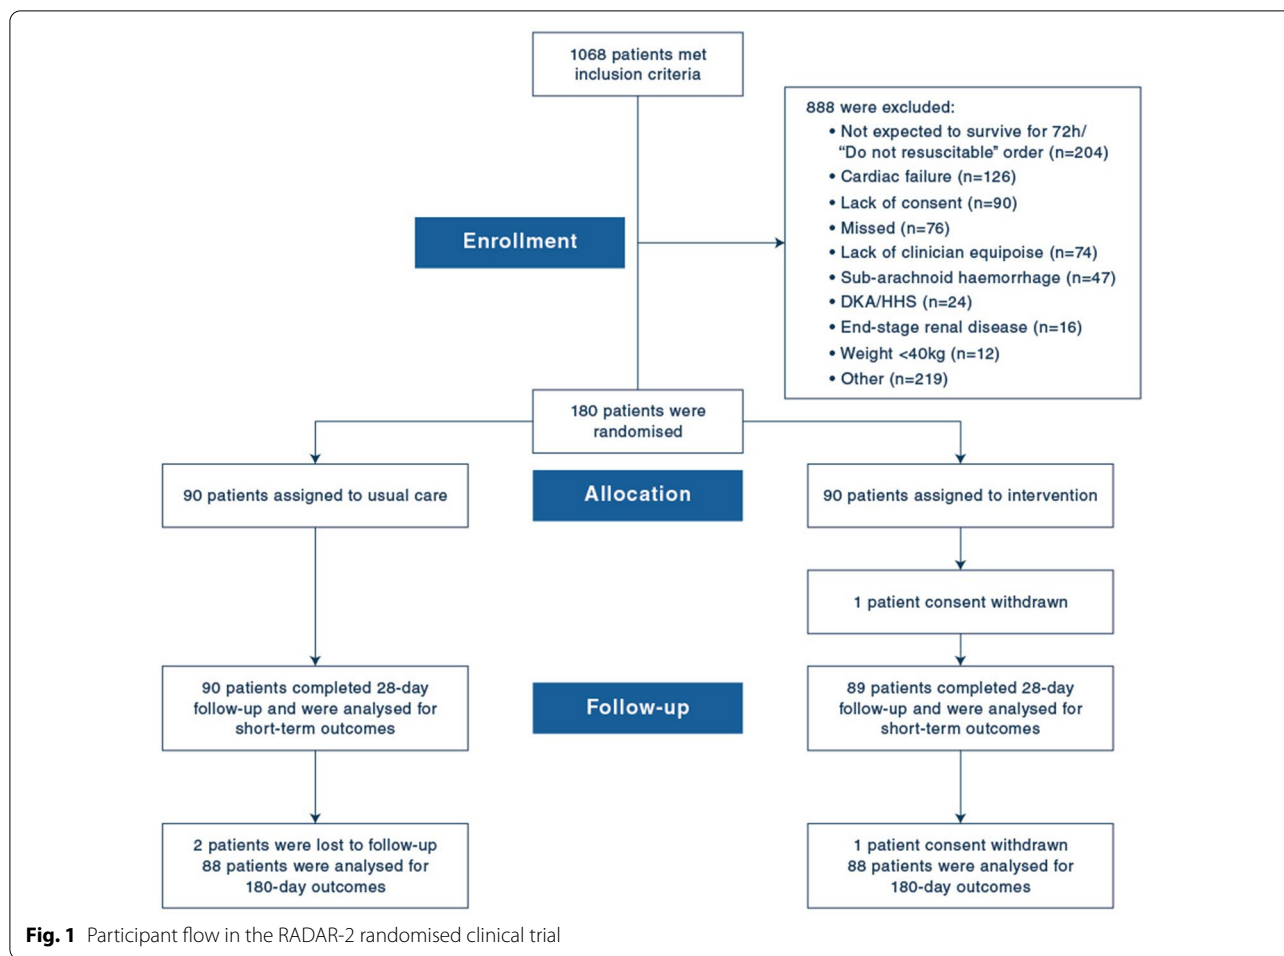 1068 patients met
inclusion criteria
888 were excluded:
• Not expected to survive for 72h/
“Do not resuscitable” order (n=204)
• Cardiac failure (n=126)
• Lack of consent (n=90)
• Missed (n=76)
• Lack of clinician equipoise (n=74)
• Sub-arachnoid haemorrhage (n=47)
• DKA/HHS (n=24)
• End-stage renal disease (n=16)
• Weight <40kg (n=12)
• Other (n=219)
Enrollment
180 patients were
randomised
90 patients assigned to usual care
Allocation
90 patients assigned to intervention
1 patient consent withdrawn
90 patients completed 28-day
follow-up and were analysed for
short-term outcomes
Follow-up
89 patients completed 28-day
follow-up and were analysed for
short-term outcomes
2 patients were lost to follow-up
88 patients were analysed for
180-day outcomes
1 patient consent withdrawn
88 patients were analysed for
180-day outcomes
Fig. 1 Participant flow in the RADAR-2 randomised clinical trial